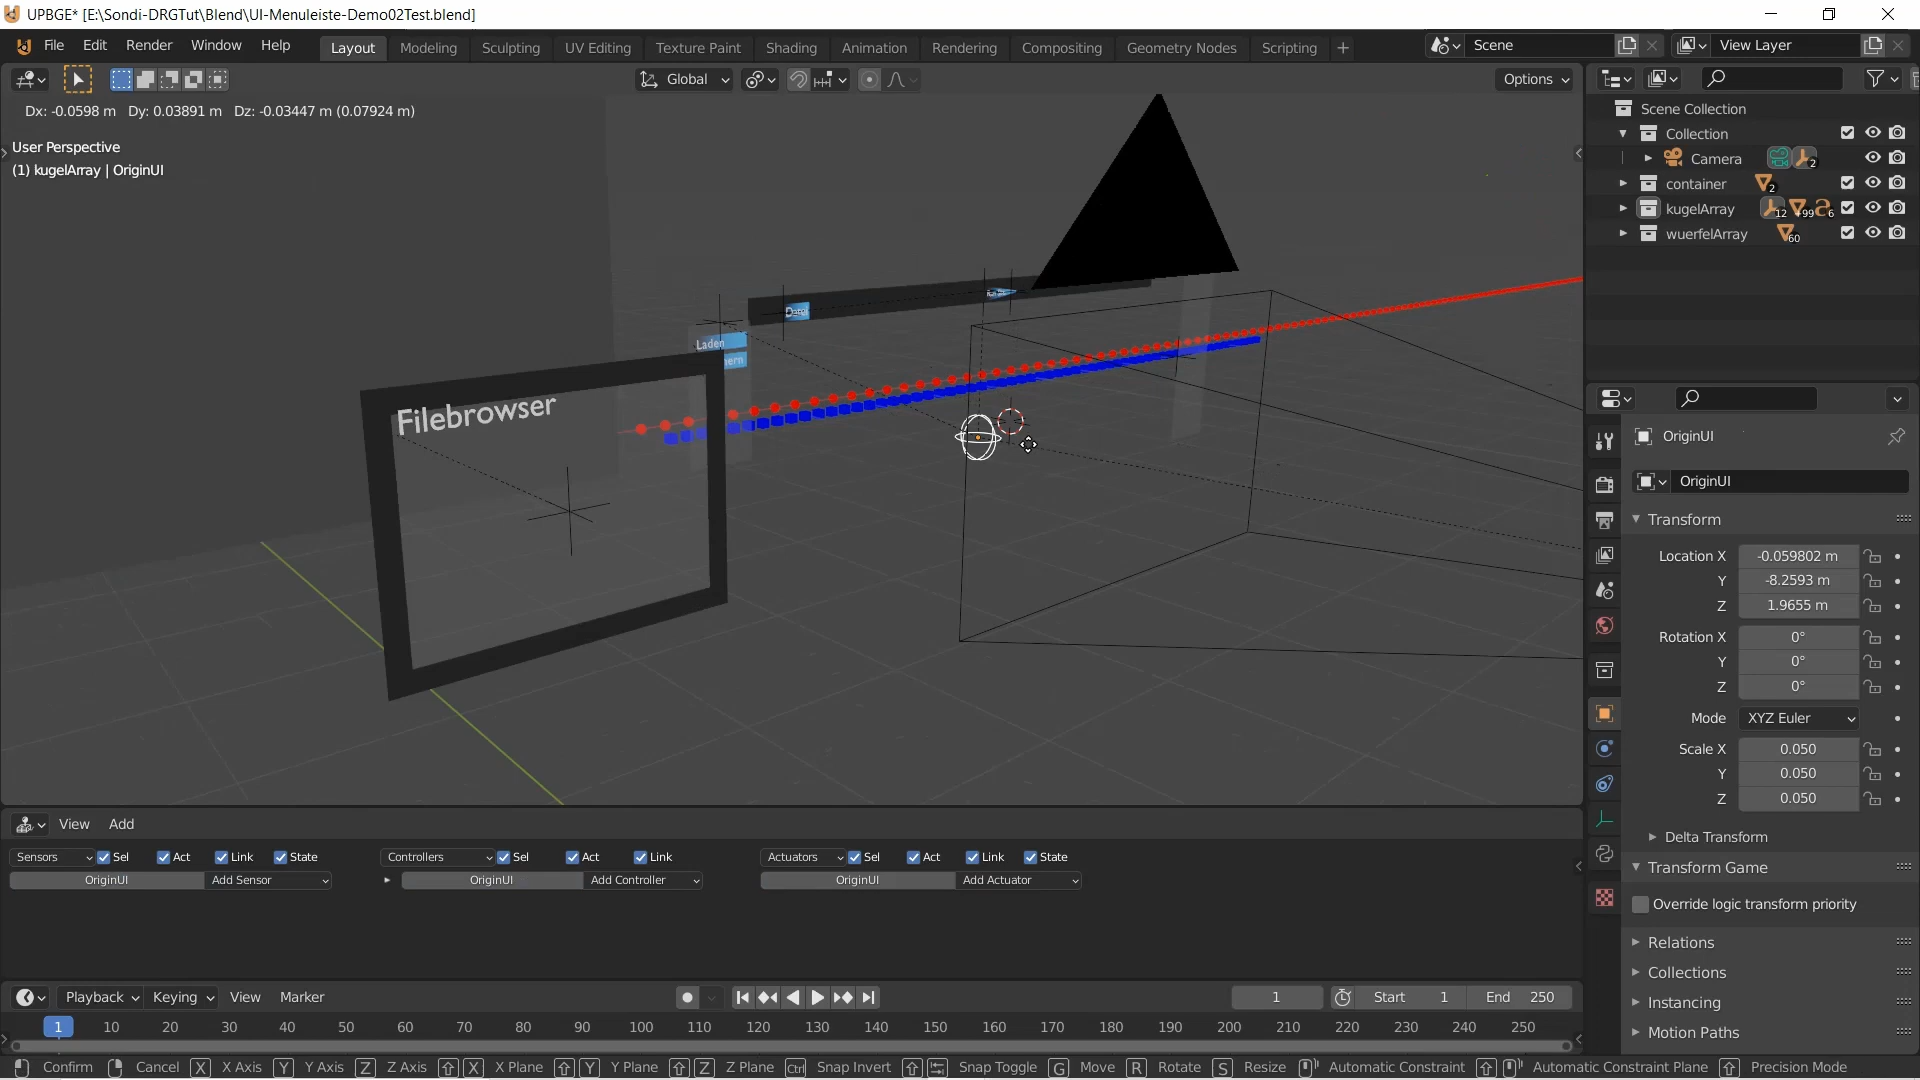 UPBGE* [E:\Sondi-DRGTut\Blend\UI-Menuleiste-Demo02Test.blend]
File Edit Render Window Help Layout Modeling Sculpting UV Editing Texture Paint Shading Animation Rendering Compositing Geometry Nodes Scripting + Scene View Layer
Global Options
Dx: -0.0598 m Dy: 0.03891 m Dz: -0.03447 m (0.07924 m)
User Perspective
(1) kugelArray | OriginUI
Laden
Filebrowser
Scene Collection
Collection
Camera 2
container 2
kugelArray 12 +99 6
wuerfelArray 60
OriginUI
OriginUI
Transform
Location X -0.059802 m
Y -8.2593 m
Z 1.9655 m
Rotation X 0°
Y 0°
Z 0°
Mode XYZ Euler
Scale X 0.050
Y 0.050
Z 0.050
Delta Transform
Transform Game
Override logic transform priority
Relations
Collections
Instancing
Motion Paths
View Add
Sensors Sel Act Link State Controllers Sel Act Link Actuators Sel Act Link State
OriginUI Add Sensor OriginUI Add Controller OriginUI Add Actuator
Playback Keying View Marker 1 Start 1 End 250
1 10 20 30 40 50 60 70 80 90 100 110 120 130 140 150 160 170 180 190 200 210 220 230 240 250
Confirm Cancel X X Axis Y Y Axis Z Z Axis X X Plane Y Y Plane Z Z Plane Ctrl Snap Invert Snap Toggle G Move R Rotate S Resize Automatic Constraint Automatic Constraint Plane Precision Mode